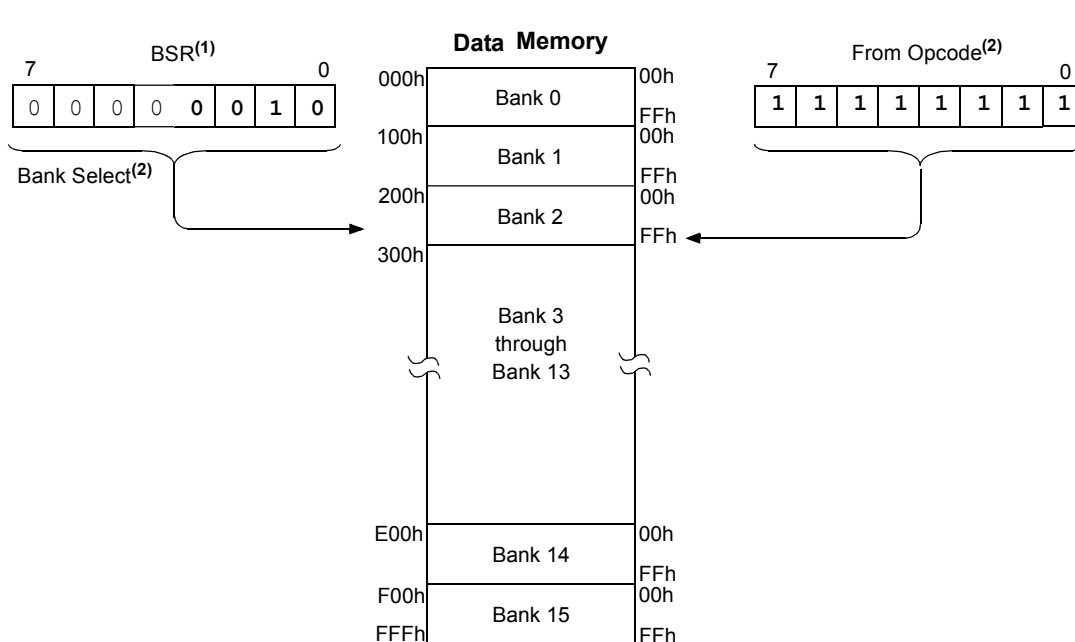 Data Memory
BSR(1)
From Opcode(2)
7 0
7 0
0 0 0 0 0 0 1 0
1 1 1 1 1 1 1 1
Bank Select(2)
000h
Bank 0
00h
FFh
100h
Bank 1
00h
FFh
200h
Bank 2
00h
FFh
300h
Bank 3
through
Bank 13
E00h
Bank 14
00h
FFh
F00h
Bank 15
00h
FFFh
FFh